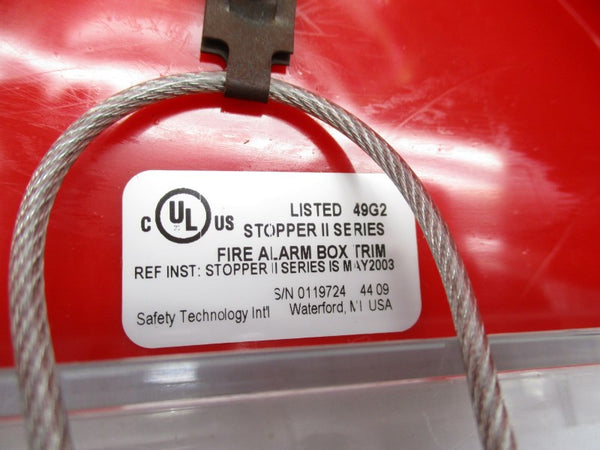 C UL US LISTED 49G2
STOPPER II SERIES
FIRE ALARM BOX TRIM
REF INST: STOPPER II SERIES IS MAY2003
S/N 0119724 44 09
Safety Technology Int'l Waterford, MI USA